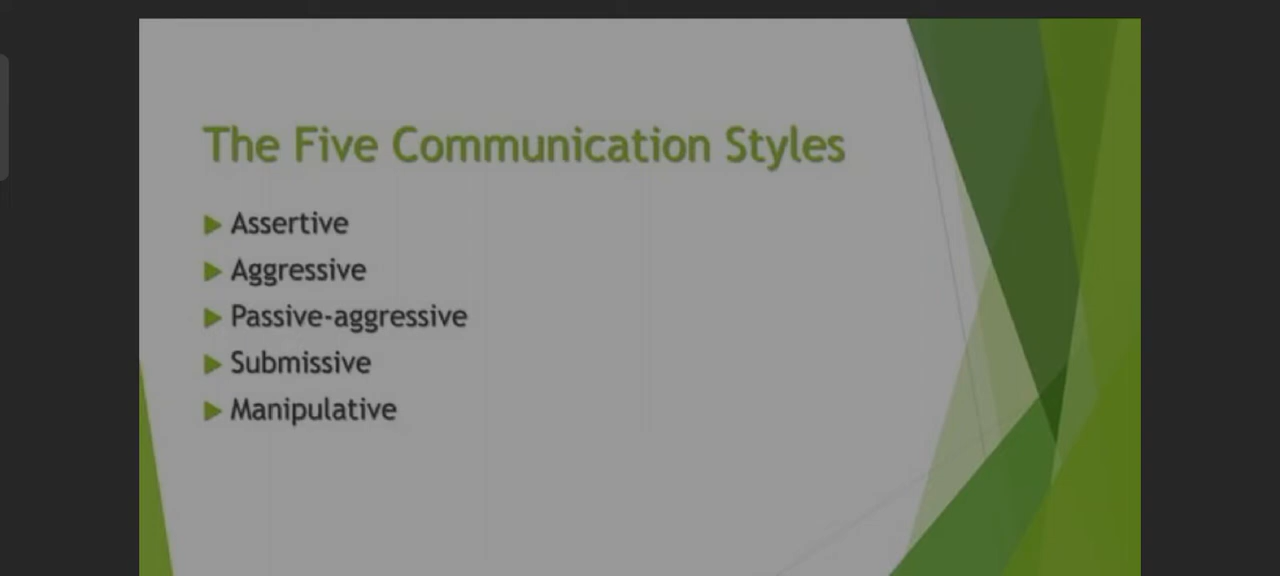 The Five Communication Styles
Assertive
Aggressive
Passive-aggressive
Submissive
Manipulative